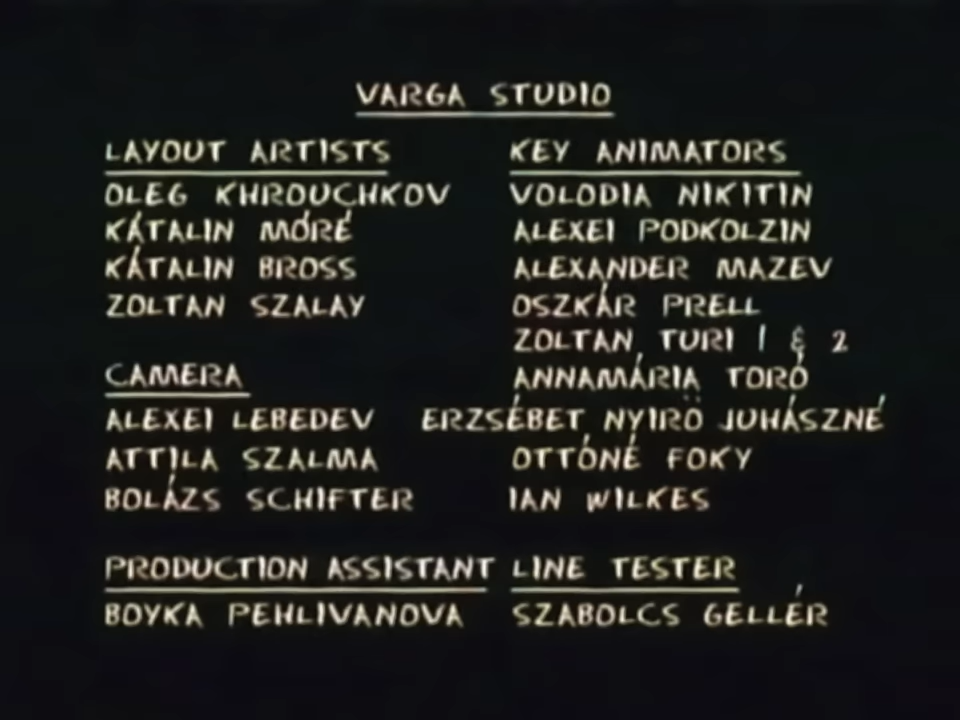 VARGA STUDIO
LAYOUT ARTISTS
OLEG KHROUCHKOV
KÁTALIN MÓRÉ
KÁTALIN BROSS
ZOLTAN SZALAY
CAMERA
ALEXEI LEBEDEV
ATTILA SZALMA
BOLÁZS SCHIFTER
PRODUCTION ASSISTANT
BOYKA PEHLIVANOVA
KEY ANIMATORS
VOLODIA NIKITIN
ALEXEI PODKOLZIN
ALEXANDER MAZEV
OSZKÁR PRELL
ZOLTAN TURI 1 & 2
ANNAMÁRIA TORÓ
ERZSÉBET NYIRÖ JUHÁSZNÉ
OTTÓNÉ FOKY
IAN WILKES
LINE TESTER
SZABOLCS GELLÉR